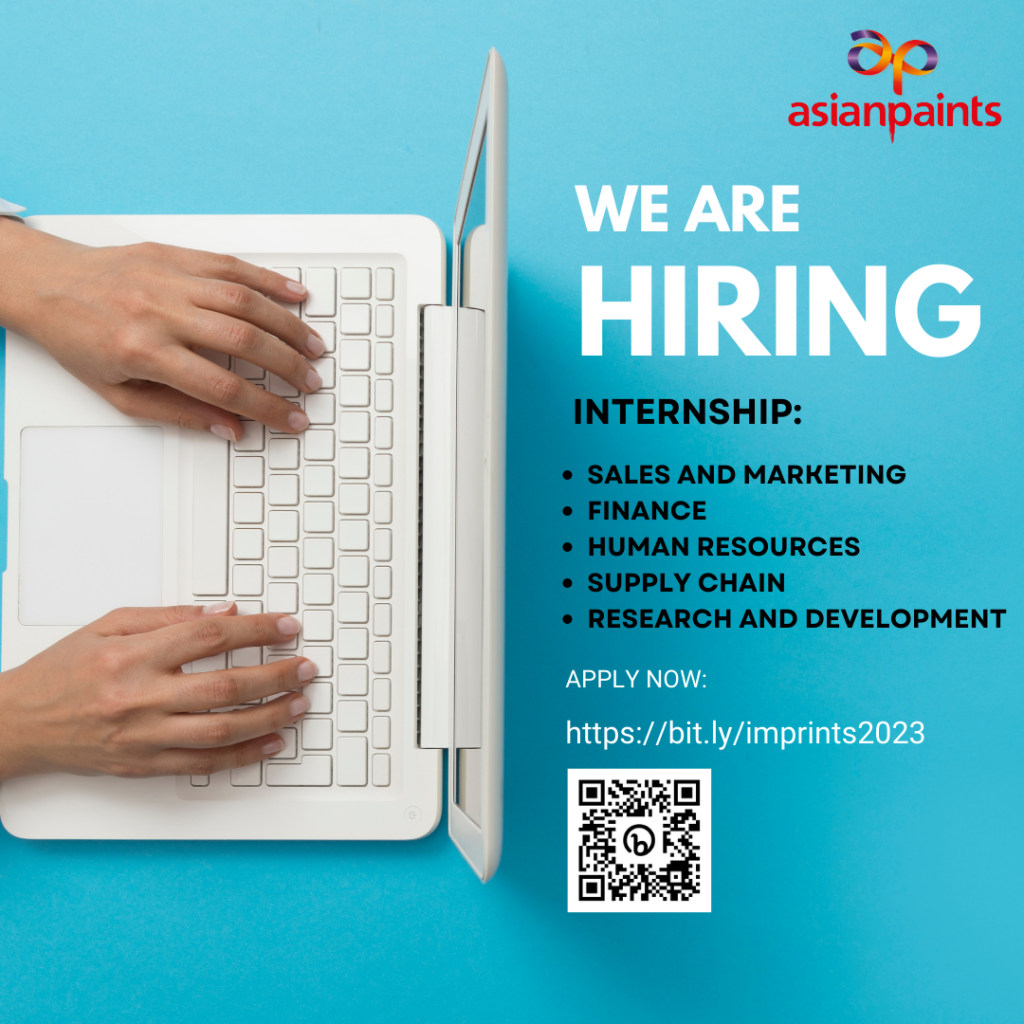 asianpaints
WE ARE
HIRING
INTERNSHIP:
• SALES AND MARKETING
• FINANCE
• HUMAN RESOURCES
• SUPPLY CHAIN
• RESEARCH AND DEVELOPMENT
APPLY NOW:
https://bit.ly/imprints2023